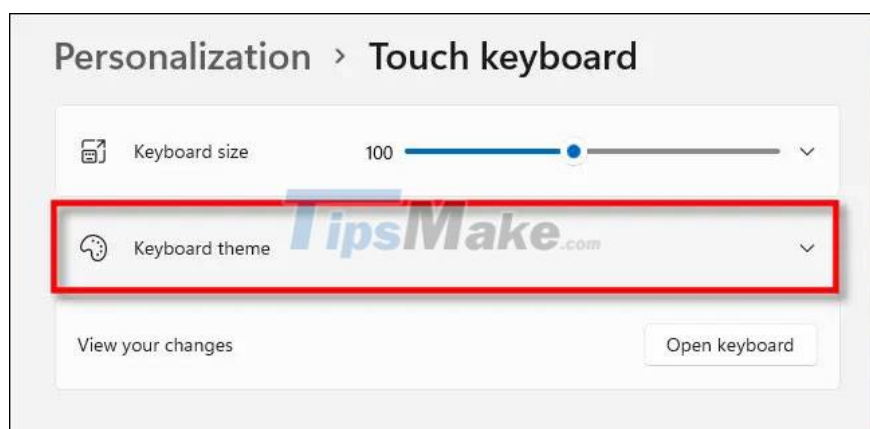 Personalization > Touch keyboard
Keyboard size 100
TipsMake.com
Keyboard theme
View your changes Open keyboard